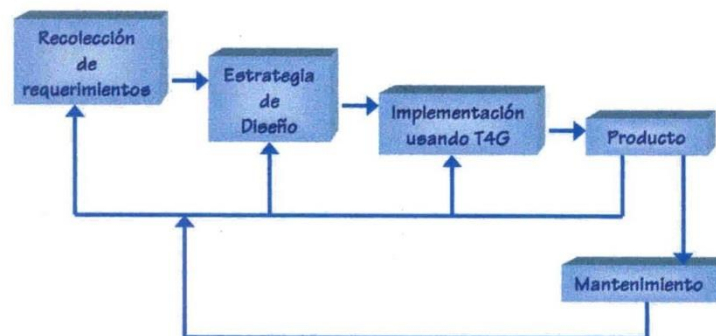 Recolección
de
requerimientos
Estrategia
de
Diseño
Implementación
usando T4G
Producto
Mantenimiento